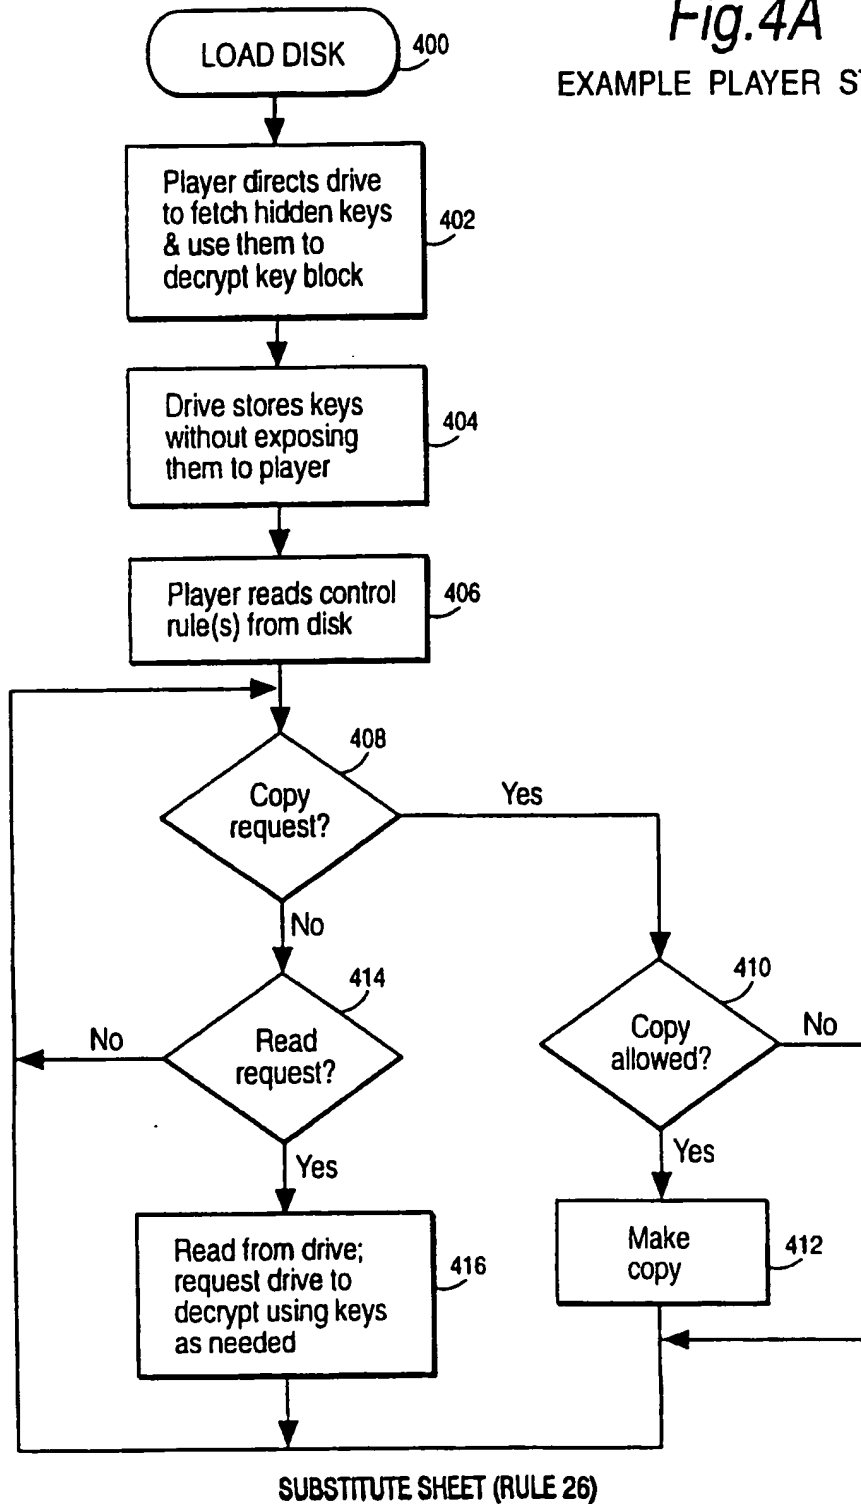 Fig.4A
EXAMPLE PLAYER
LOAD DISK
400
Player directs drive
to fetch hidden keys
& use them to
decrypt key block
402
Drive stores keys
without exposing
them to player
404
Player reads control
rule(s) from disk
406
408
Copy
request?
Yes
No
414
Read
request?
No
Yes
410
Copy
allowed?
No
Yes
Read from drive;
request drive to
decrypt using keys
as needed
416
Make
copy
412
SUBSTITUTE SHEET (RULE 26)